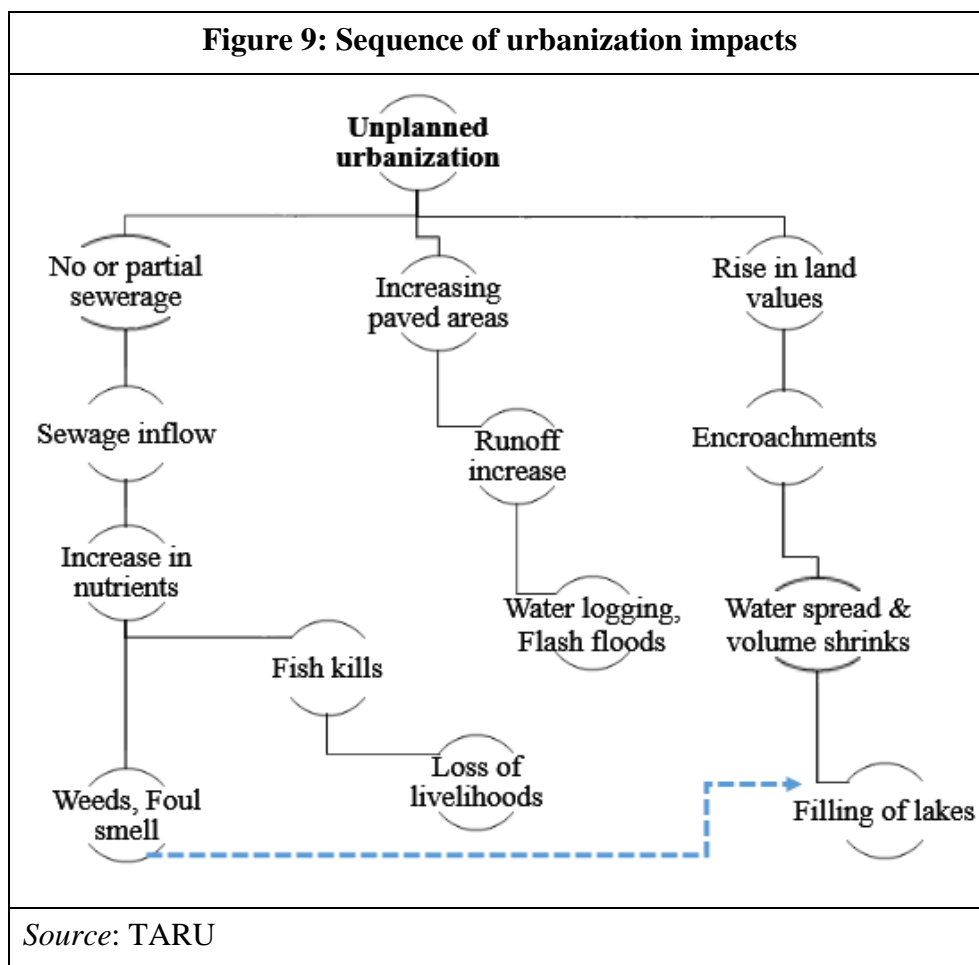 Figure 9: Sequence of urbanization impacts
Unplanned
urbanization
No or partial
sewerage
Increasing
paved areas
Rise in land
values
Sewage inflow
Runoff
increase
Encroachments
Increase in
nutrients
Water logging,
Flash floods
Water spread &
volume shrinks
Fish kills
Loss of
livelihoods
Weeds, Foul
smell
Filling of lakes
Source: TARU